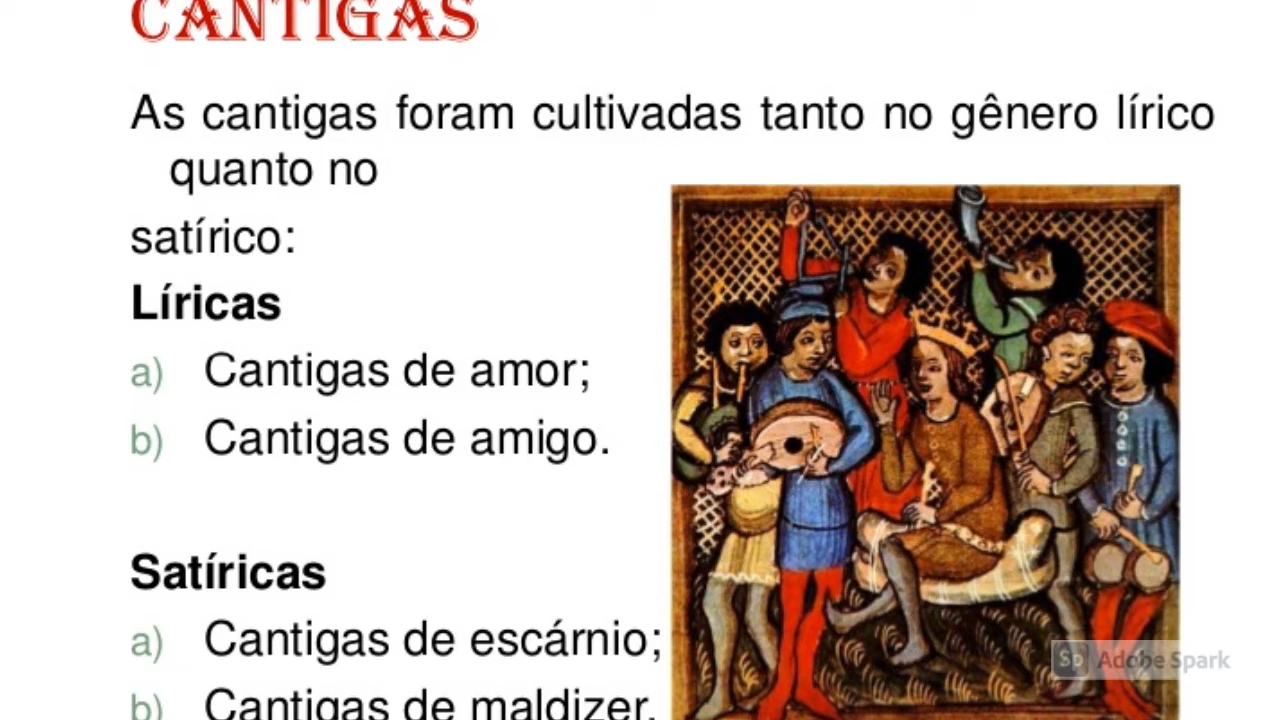 CANTIGAS
As cantigas foram cultivadas tanto no gênero lírico
quanto no
satírico:
Líricas
a) Cantigas de amor;
b) Cantigas de amigo.
Satíricas
a) Cantigas de escárnio;
b) Cantigas de maldizer.
Sp Adobe Spark